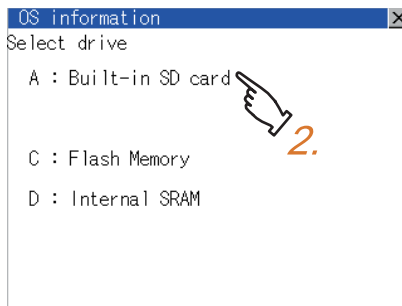 OS information
Select drive
A : Built-in SD card
2.
C : Flash Memory
D : Internal SRAM